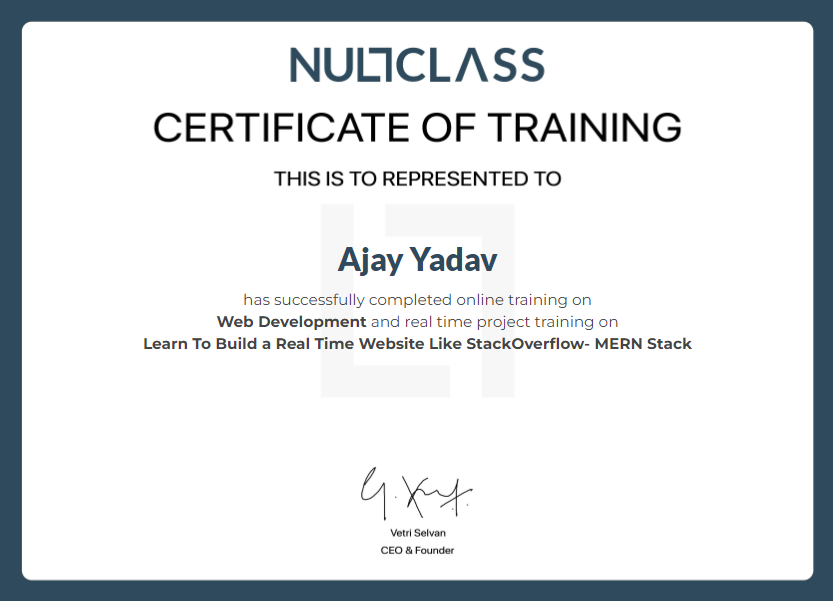 NULLCLASS
CERTIFICATE OF TRAINING
THIS IS TO REPRESENTED TO
Ajay Yadav
has successfully completed online training on
Web Development and real time project training on
Learn To Build a Real Time Website Like StackOverflow- MERN Stack
Vetri Selvan
CEO & Founder